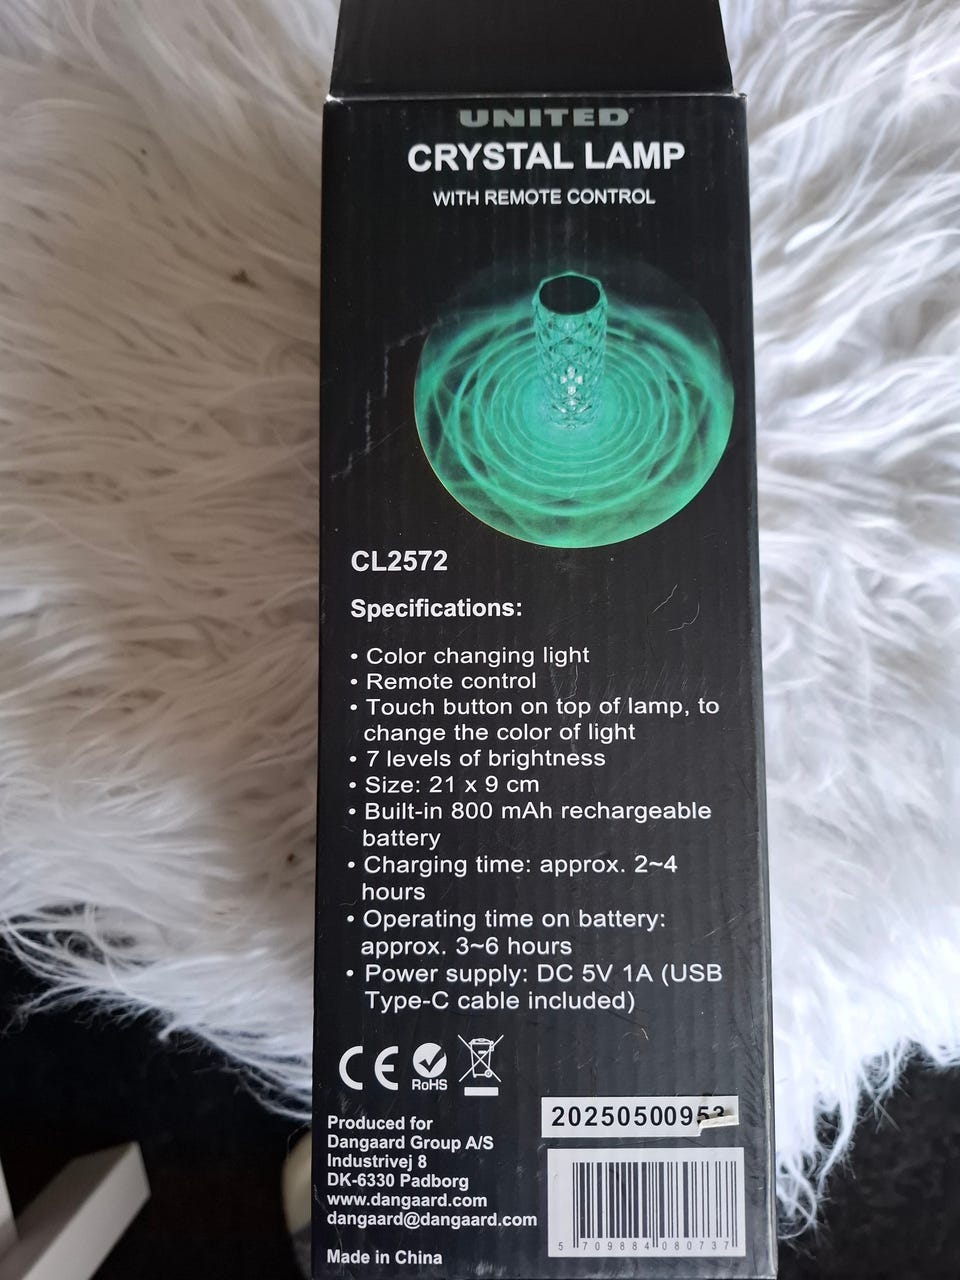 UNITED
CRYSTAL LAMP
WITH REMOTE CONTROL
CL2572
Specifications:
• Color changing light
• Remote control
• Touch button on top of lamp, to
change the color of light
• 7 levels of brightness
• Size: 21 x 9 cm
• Built-in 800 mAh rechargeable
battery
• Charging time: approx. 2~4
hours
• Operating time on battery:
approx. 3~6 hours
• Power supply: DC 5V 1A (USB
Type-C cable included)
CE
RoHS
Produced for
Dangaard Group A/S
Industrivej 8
DK-6330 Padborg
www.dangaard.com
dangaard@dangaard.com
Made in China
5 709884 080737